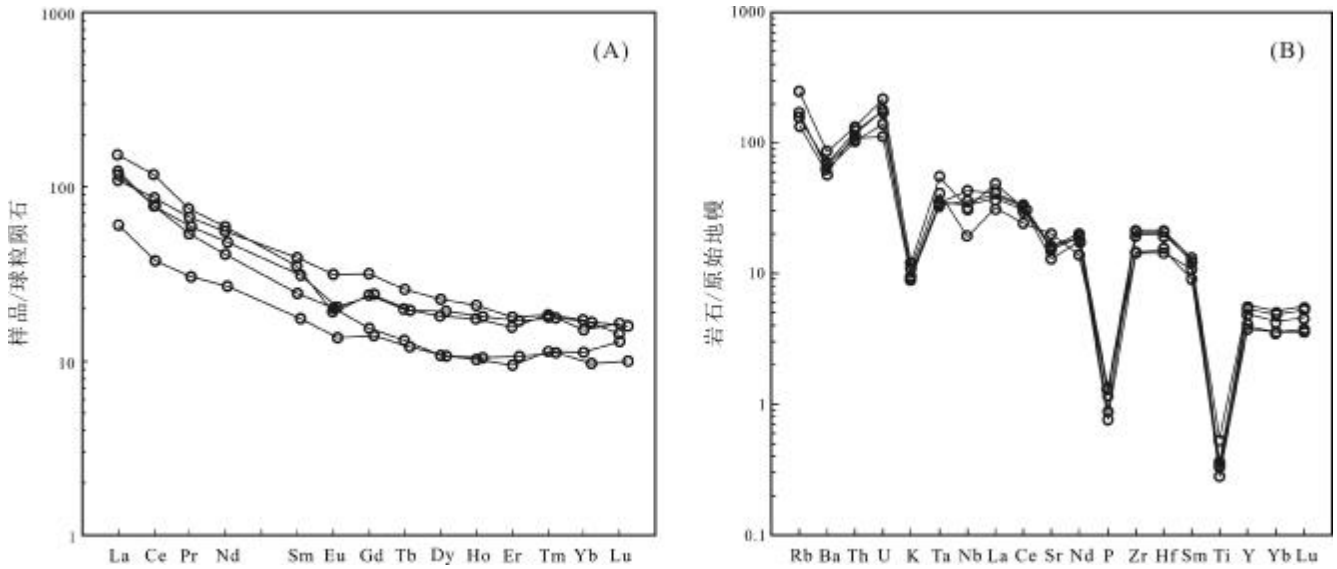 1000
(A)
100
10
1
样品/球粒陨石
La Ce Pr Nd Sm Eu Gd Tb Dy Ho Er Tm Yb Lu
1000
(B)
100
10
1
0.1
岩石/原始地幔
Rb Ba Th U K Ta Nb La Ce Sr Nd P Zr Hf Sm Ti Y Yb Lu